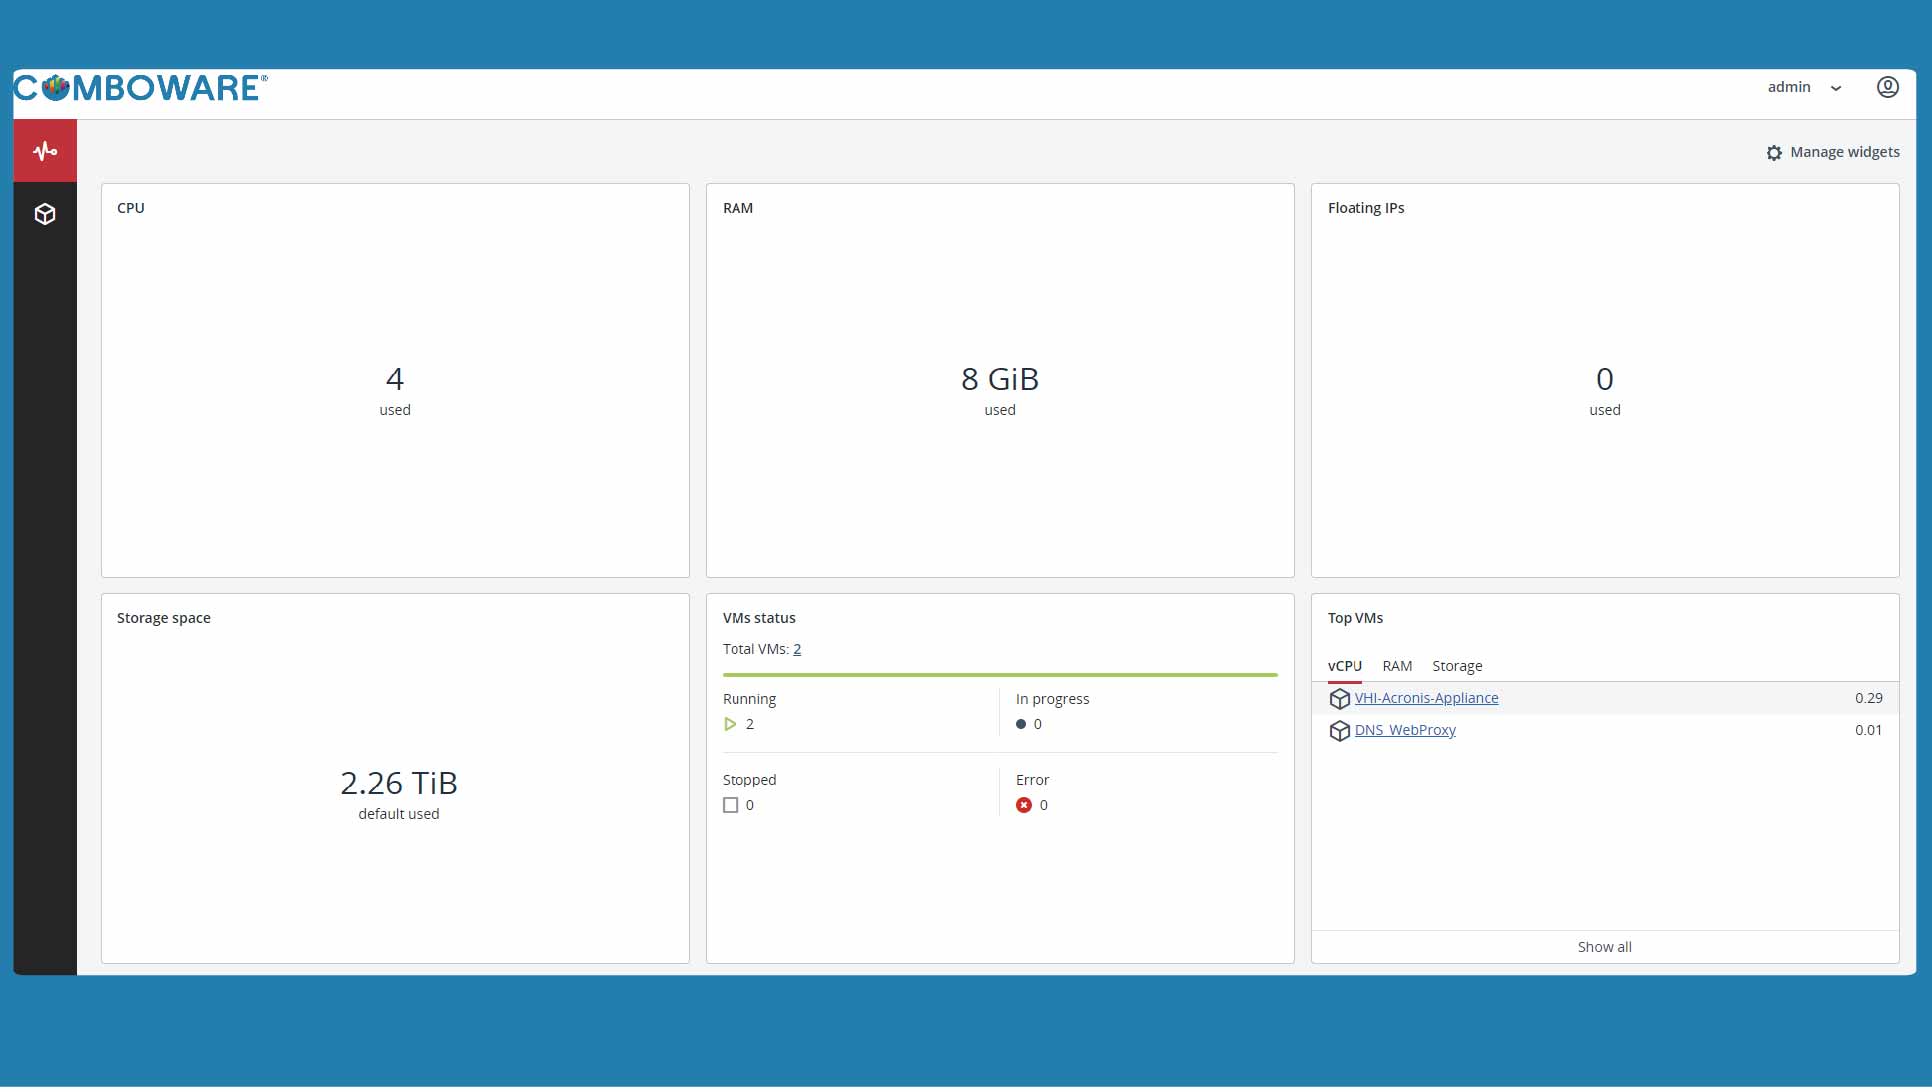 COMBOWARE®
admin
Manage widgets
CPU
4
used
RAM
8 GiB
used
Floating IPs
0
used
Storage space
2.26 TiB
default used
VMs status
Total VMs: 2
Running
2
In progress
0
Stopped
0
Error
0
Top VMs
vCPU RAM Storage
VHI-Acronis-Appliance 0.29
DNS_WebProxy 0.01
Show all